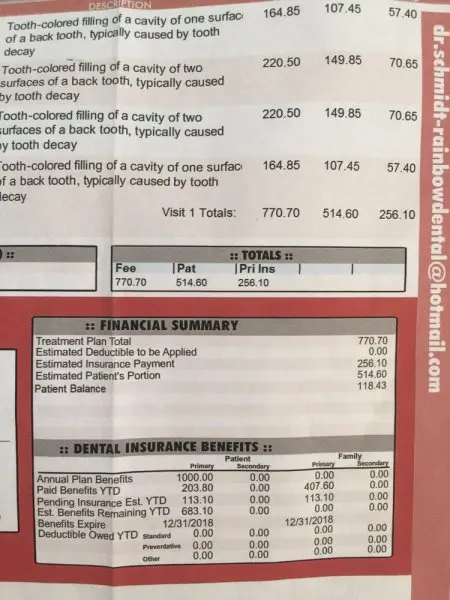 DESCRIPTION
Tooth-colored filling of a cavity of one surfac 164.85 107.45 57.40
of a back tooth, typically caused by tooth
decay
Tooth-colored filling of a cavity of two 220.50 149.85 70.65
surfaces of a back tooth, typically caused
by tooth decay
Tooth-colored filling of a cavity of two 220.50 149.85 70.65
surfaces of a back tooth, typically caused
by tooth decay
Tooth-colored filling of a cavity of one surfac 164.85 107.45 57.40
of a back tooth, typically caused by tooth
decay
Visit 1 Totals: 770.70 514.60 256.10
) ::
:: TOTALS ::
Fee Pat Pri Ins
770.70 514.60 256.10
:: FINANCIAL SUMMARY
Treatment Plan Total 770.70
Estimated Deductible to be Applied 0.00
Estimated Insurance Payment 256.10
Estimated Patient's Portion 514.60
Patient Balance 118.43
:: DENTAL INSURANCE BENEFITS ::
Patient Family
Primary Secondary Primary Secondary
Annual Plan Benefits 1000.00 0.00 0.00 0.00
Paid Benefits YTD 203.80 0.00 407.60 0.00
Pending Insurance Est. YTD 113.10 0.00 113.10 0.00
Est. Benefits Remaining YTD 683.10 0.00 0.00
Benefits Expire 12/31/2018 12/31/2018
Deductible Owed YTD Standard 0.00 0.00 0.00 0.00
Preventative 0.00 0.00 0.00 0.00
Other 0.00 0.00 0.00 0.00
dr.schmidt-rainbowdental@hotmail.com